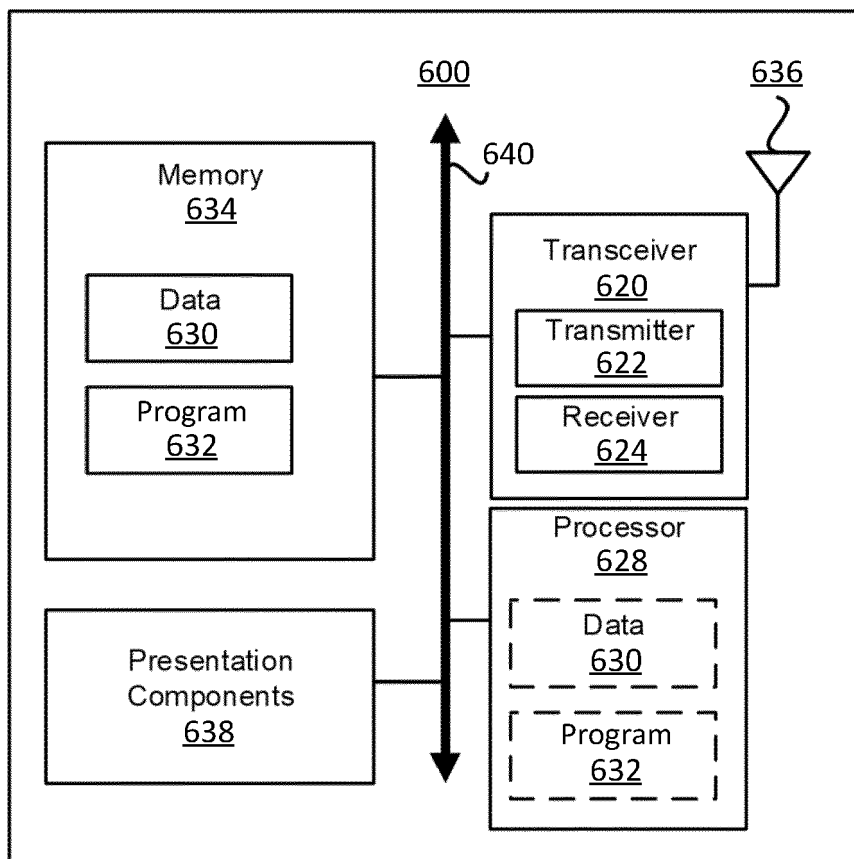 600
636
640
Memory
634
Data
630
Program
632
Transceiver
620
Transmitter
622
Receiver
624
Processor
628
Data
630
Program
632
Presentation
Components
638